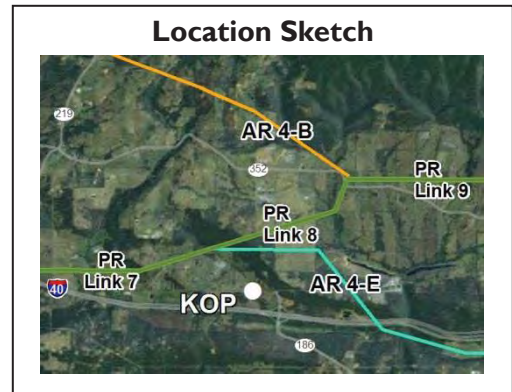 Location Sketch
219
AR 4-B
352
PR
Link 9
PR
Link 8
PR
Link 7
AR 4-E
40
KOP
186